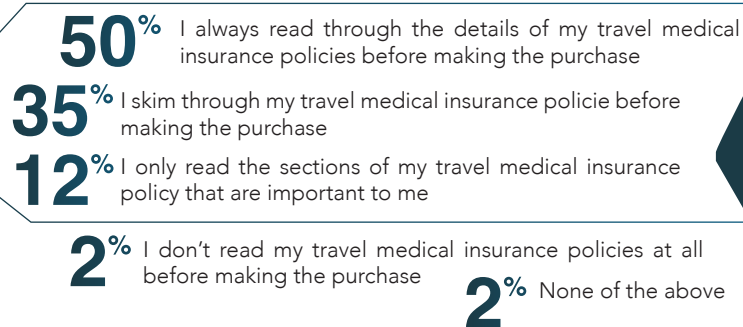 50% I always read through the details of my travel medical
insurance policies before making the purchase
35% I skim through my travel medical insurance policie before
making the purchase
12% I only read the sections of my travel medical insurance
policy that are important to me
2% I don't read my travel medical insurance policies at all
before making the purchase
2% None of the above